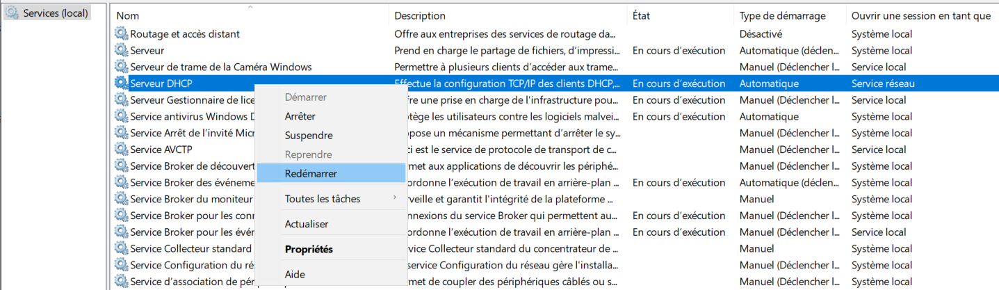 Services (local)
Nom Description État Type de démarrage Ouvrir une session en tant que
Routage et accès distant Offre aux entreprises des services de routage da... Désactivé Système local
Serveur Prend en charge le partage de fichiers, d'impressi... En cours d'exécution Automatique (déclen... Système local
Serveur de trame de la Caméra Windows Permettre à plusieurs clients d'accéder aux trame... Manuel (Déclencher l... Service local
Serveur DHCP Effectue la configuration TCP/IP des clients DHCP,... En cours d'exécution Automatique Service réseau
Serveur Gestionnaire de lice fre une prise en charge de l'infrastructure pou... En cours d'exécution Manuel (Déclencher l... Service local
Service antivirus Windows D tège les utilisateurs contre les logiciels malvei... En cours d'exécution Automatique Système local
Service Arrêt de l'invité Micr opose un mécanisme permettant d'arrêter le sy... Manuel (Déclencher l... Système local
Service AVCTP ci est le service de protocole de transport de c... Manuel (Déclencher l... Service local
Service Broker de découvert met aux applications de découvrir les périphé... Manuel (Déclencher l... Système local
Service Broker des événeme ordonne l'exécution de travail en arrière-plan ... En cours d'exécution Automatique (déclen... Système local
Service Broker du moniteur rveille et garantit l'intégrité de la plateforme ... Manuel Système local
Service Broker pour les conr nnexions du service Broker qui permettent au... En cours d'exécution Manuel (Déclencher l... Système local
Service Broker pour les évér ordonne l'exécution de travail en arrière-plan ... En cours d'exécution Manuel (Déclencher l... Service local
Service Collecteur standard vice Collecteur standard du concentrateur de ... Manuel Système local
Service Configuration du ré service Configuration du réseau gère l'installa... Manuel (Déclencher l... Système local
Service d'association de pér met de coupler des périphériques câblés ou s... Manuel (Déclencher l... Système local
Démarrer
Arrêter
Suspendre
Reprendre
Redémarrer
Toutes les tâches
Actualiser
Propriétés
Aide